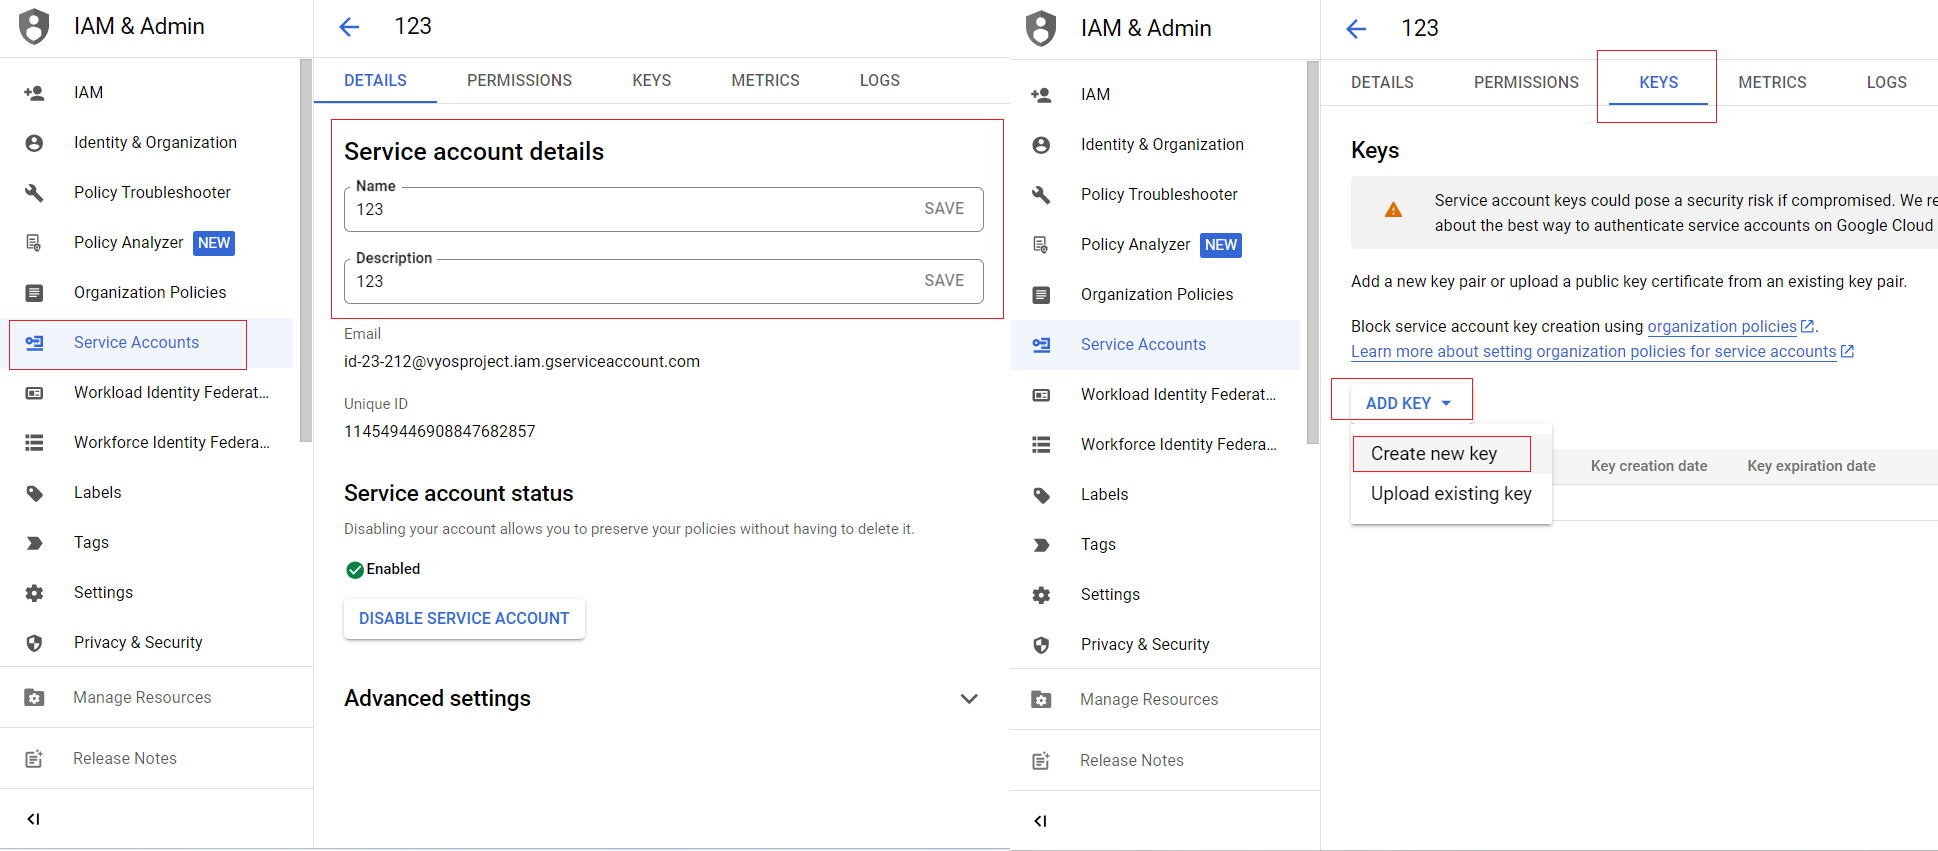 IAM & Admin
IAM
Identity & Organization
Policy Troubleshooter
Policy Analyzer NEW
Organization Policies
Service Accounts
Workload Identity Federat...
Workforce Identity Federa...
Labels
Tags
Settings
Privacy & Security
Manage Resources
Release Notes
123
DETAILS PERMISSIONS KEYS METRICS LOGS
Service account details
Name
123 SAVE
Description
123 SAVE
Email
id-23-212@vyosproject.iam.gserviceaccount.com
Unique ID
114549446908847682857
Service account status
Disabling your account allows you to preserve your policies without having to delete it.
Enabled
DISABLE SERVICE ACCOUNT
Advanced settings
IAM & Admin
IAM
Identity & Organization
Policy Troubleshooter
Policy Analyzer NEW
Organization Policies
Service Accounts
Workload Identity Federat...
Workforce Identity Federa...
Labels
Tags
Settings
Privacy & Security
Manage Resources
Release Notes
123
DETAILS PERMISSIONS KEYS METRICS LOGS
Keys
Service account keys could pose a security risk if compromised. We re
about the best way to authenticate service accounts on Google Cloud
Add a new key pair or upload a public key certificate from an existing key pair.
Block service account key creation using organization policies.
Learn more about setting organization policies for service accounts
ADD KEY
Create new key
Upload existing key
Key creation date Key expiration date